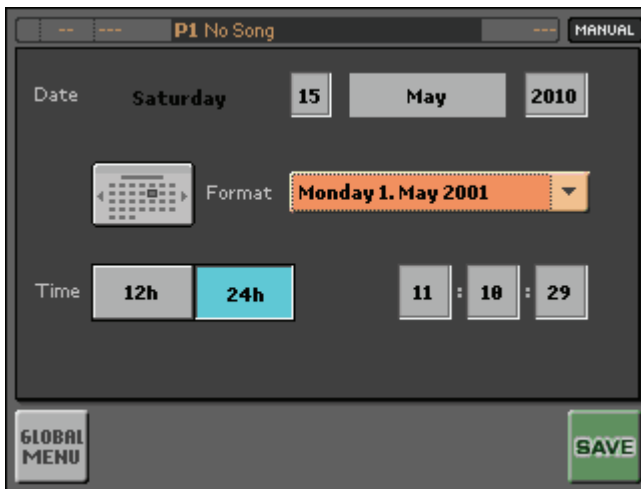 -- --- P1 No Song --- MANUAL
Date Saturday 15 May 2010
Format Monday 1. May 2001
Time 12h 24h 11 : 10 : 29
GLOBAL
MENU
SAVE